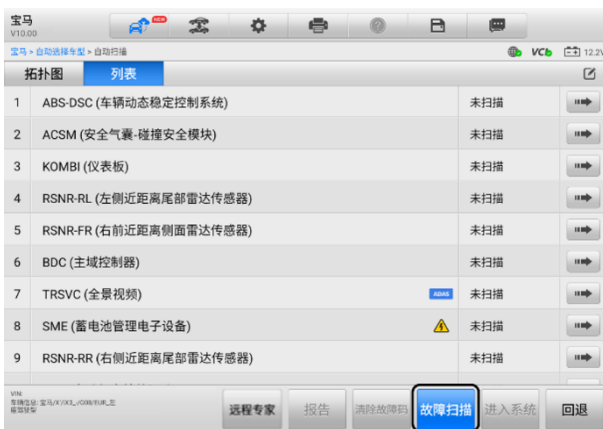 宝马
V10.00
NEW
宝马 > 自动选择车型 > 自动扫描
VCI
12.2V
拓扑图 列表
1 ABS-DSC (车辆动态稳定控制系统) 未扫描
2 ACSM (安全气囊-碰撞安全模块) 未扫描
3 KOMBI (仪表板) 未扫描
4 RSNR-RL (左侧近距离尾部雷达传感器) 未扫描
5 RSNR-FR (右前近距离侧面雷达传感器) 未扫描
6 BDC (主域控制器) 未扫描
7 TRSVC (全景视频) ADAS 未扫描
8 SME (蓄电池管理电子设备) 未扫描
9 RSNR-RR (右侧近距离尾部雷达传感器) 未扫描
VIN:
车辆信息: 宝马/X
远程专家 报告 清除故障码 故障扫描 进入系统 回退